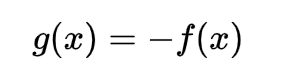 g(x) = −f(x)